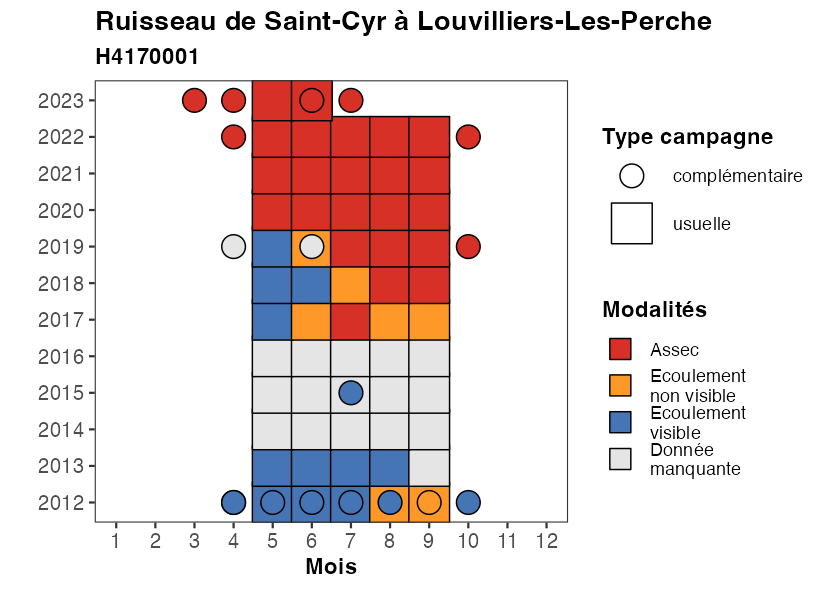 Ruisseau de Saint-Cyr à Louvilliers-Les-Perche
H4170001
2023
2022
2021
2020
2019
2018
2017
2016
2015
2014
2013
2012
1 2 3 4 5 6 7 8 9 10 11 12
Mois
Type campagne
complémentaire
usuelle
Modalités
Assec
Ecoulement
non visible
Ecoulement
visible
Donnée
manquante